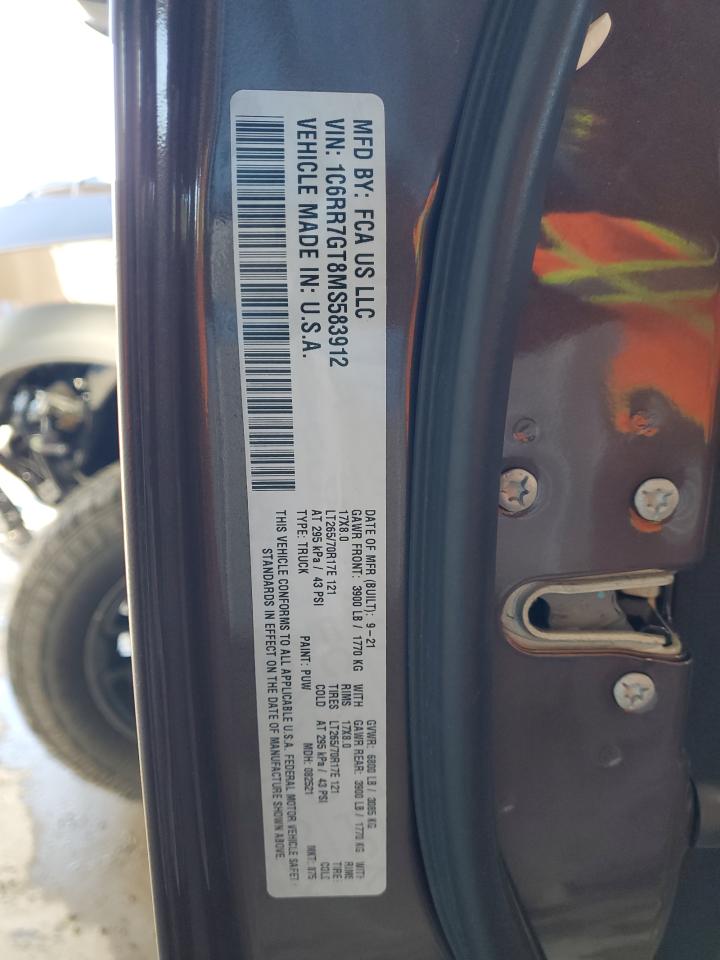 MFD BY: FCA US LLC
VIN: 1C6RR7GT8MS583912
VEHICLE MADE IN: U.S.A.
DATE OF MFR (BUILT): 9-21 GVWR: 6800 LB / 3085 KG
GAWR FRONT: 3900 LB / 1770 KG WITH GAWR REAR: 3900 LB / 1770 KG WITH
17X8.0 RIMS 17X8.0 RIMS
LT265/70R17E 121 TIRES LT265/70R17E 121 TIRE
AT 295 kPa / 43 PSI COLD AT 295 kPa / 43 PSI COLD
TYPE: TRUCK PAINT: PUW MDH: 082521 MKT: 875
THIS VEHICLE CONFORMS TO ALL APPLICABLE U.S.A. FEDERAL MOTOR VEHICLE SAFETY
STANDARDS IN EFFECT ON THE DATE OF MANUFACTURE SHOWN ABOVE.